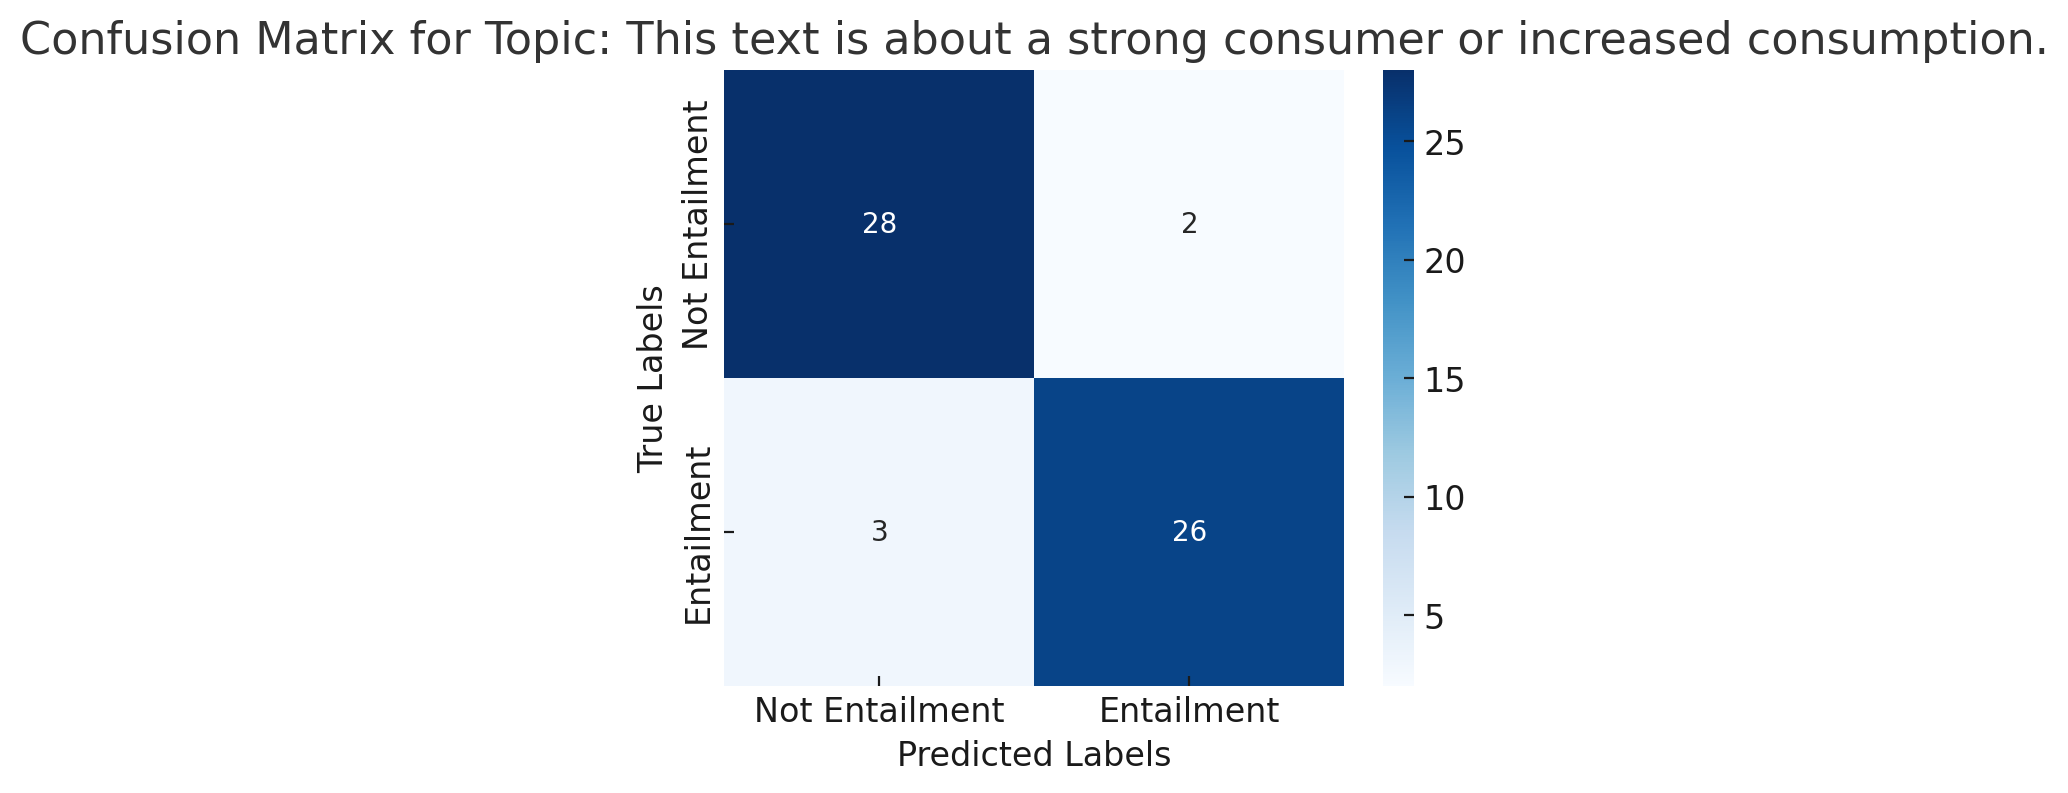 Confusion Matrix for Topic: This text is about a strong consumer or increased consumption.
True Labels
Not Entailment
Entailment
28
2
3
26
Not Entailment
Entailment
Predicted Labels
25
20
15
10
5